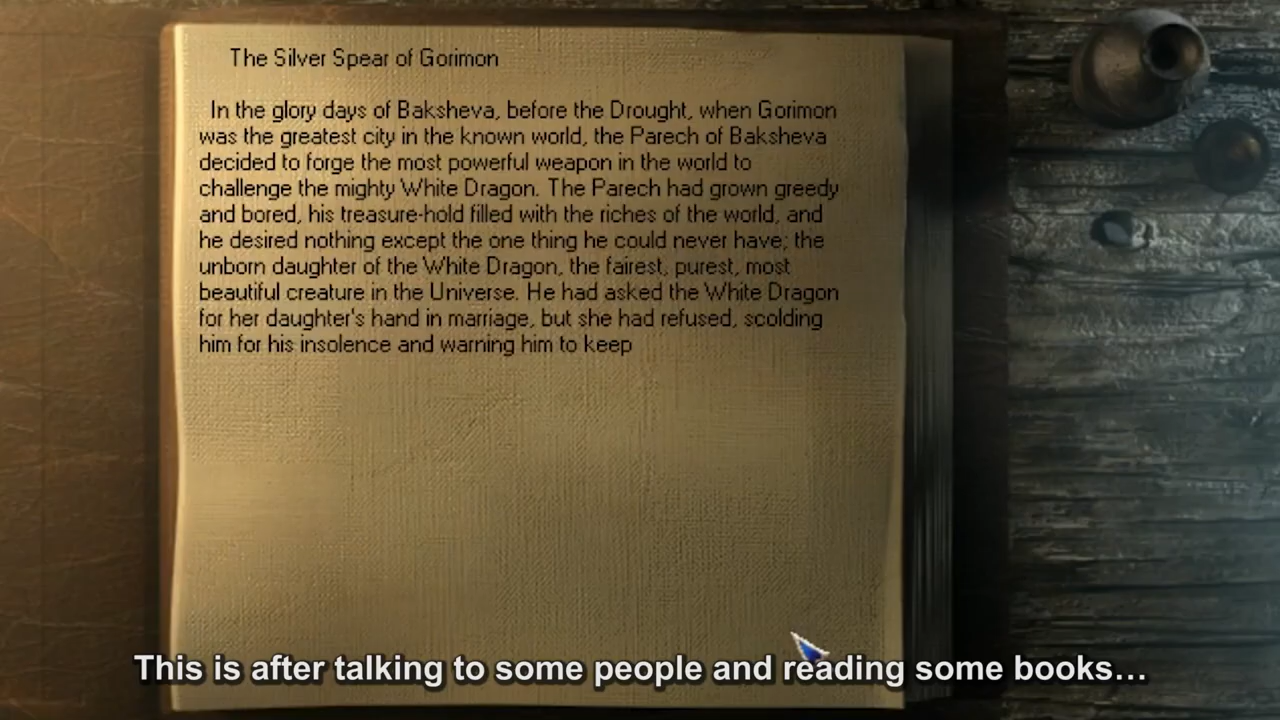 The Silver Spear of Gorimon
In the glory days of Baksheva, before the Drought, when Gorimon
was the greatest city in the known world, the Parech of Baksheva
decided to forge the most powerful weapon in the world to
challenge the mighty White Dragon. The Parech had grown greedy
and bored, his treasure-hold filled with the riches of the world, and
he desired nothing except the one thing he could never have; the
unborn daughter of the White Dragon, the fairest, purest, most
beautiful creature in the Universe. He had asked the White Dragon
for her daughter's hand in marriage, but she had refused, scolding
him for his insolence and warning him to keep
This is after talking to some people and reading some books...